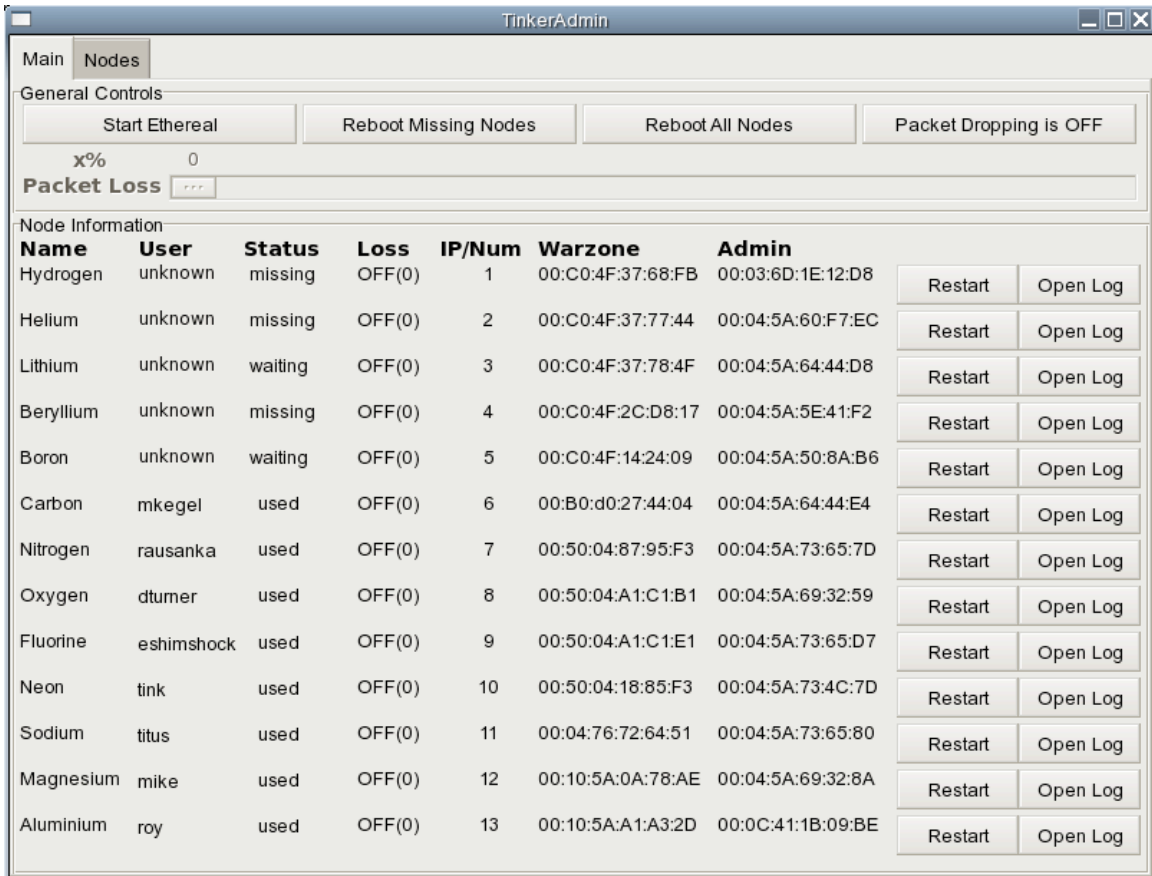 TinkerAdmin
Main Nodes
General Controls
Start Ethereal Reboot Missing Nodes Reboot All Nodes Packet Dropping is OFF
x% 0
Packet Loss
Node Information
Name User Status Loss IP/Num Warzone Admin
Hydrogen unknown missing OFF(0) 1 00:C0:4F:37:68:FB 00:03:6D:1E:12:D8 Restart Open Log
Helium unknown missing OFF(0) 2 00:C0:4F:37:77:44 00:04:5A:60:F7:EC Restart Open Log
Lithium unknown waiting OFF(0) 3 00:C0:4F:37:78:4F 00:04:5A:64:44:D8 Restart Open Log
Beryllium unknown missing OFF(0) 4 00:C0:4F:2C:D8:17 00:04:5A:5E:41:F2 Restart Open Log
Boron unknown waiting OFF(0) 5 00:C0:4F:14:24:09 00:04:5A:50:8A:B6 Restart Open Log
Carbon mkegel used OFF(0) 6 00:B0:d0:27:44:04 00:04:5A:64:44:E4 Restart Open Log
Nitrogen rausanka used OFF(0) 7 00:50:04:87:95:F3 00:04:5A:73:65:7D Restart Open Log
Oxygen dturner used OFF(0) 8 00:50:04:A1:C1:B1 00:04:5A:69:32:59 Restart Open Log
Fluorine eshimshock used OFF(0) 9 00:50:04:A1:C1:E1 00:04:5A:73:65:D7 Restart Open Log
Neon tink used OFF(0) 10 00:50:04:18:85:F3 00:04:5A:73:4C:7D Restart Open Log
Sodium titus used OFF(0) 11 00:04:76:72:64:51 00:04:5A:73:65:80 Restart Open Log
Magnesium mike used OFF(0) 12 00:10:5A:0A:78:AE 00:04:5A:69:32:8A Restart Open Log
Aluminium roy used OFF(0) 13 00:10:5A:A1:A3:2D 00:0C:41:1B:09:BE Restart Open Log